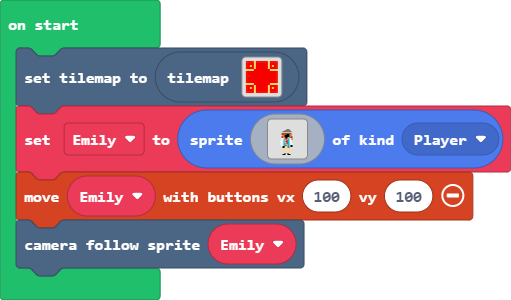 on start
set tilemap to tilemap
set Emily to sprite of kind Player
move Emily with buttons vx 100 vy 100
camera follow sprite Emily